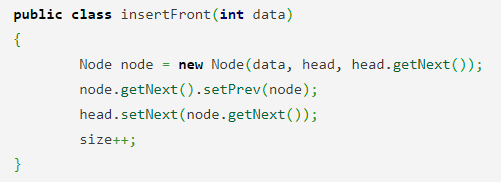 public class insertFront(int data)
{
        Node node = new Node(data, head, head.getNext());
        node.getNext().setPrev(node);
        head.setNext(node.getNext());
        size++;
}